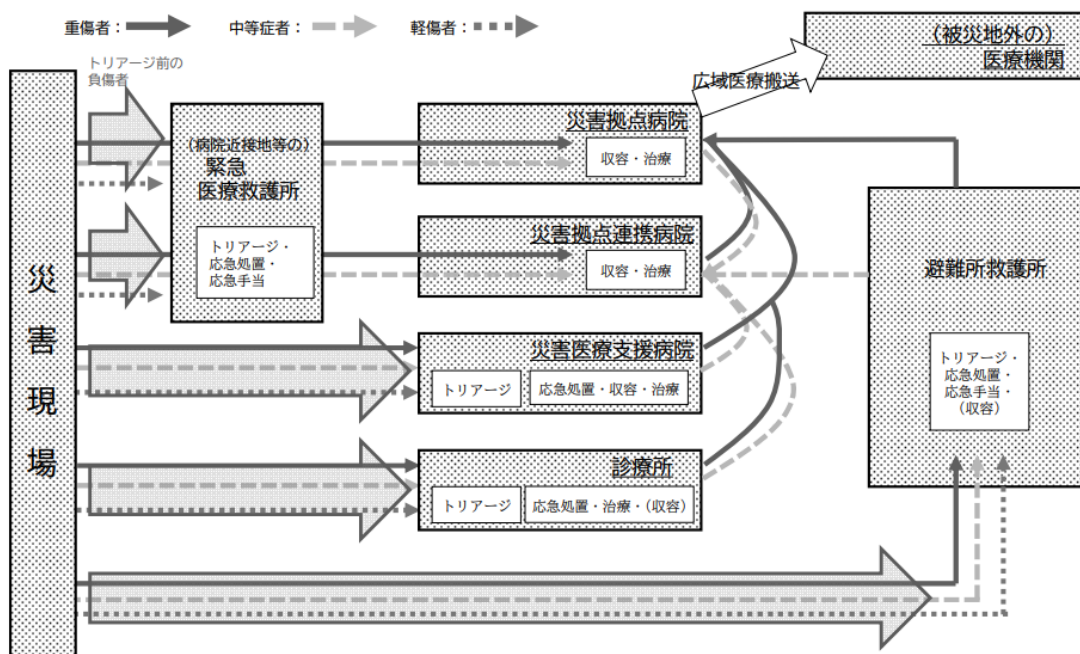 重傷者：
中等症者：
軽傷者：
トリアージ前の
負傷者
災
害
現
場
（病院近接地等の）
緊急
医療救護所
トリアージ・
応急処置・
応急手当
災害拠点病院
収容・治療
災害拠点連携病院
収容・治療
災害医療支援病院
トリアージ
応急処置・収容・治療
診療所
トリアージ
応急処置・治療・（収容）
広域医療搬送
（被災地外の）
医療機関
避難所救護所
トリアージ・
応急処置・
応急手当・
（収容）